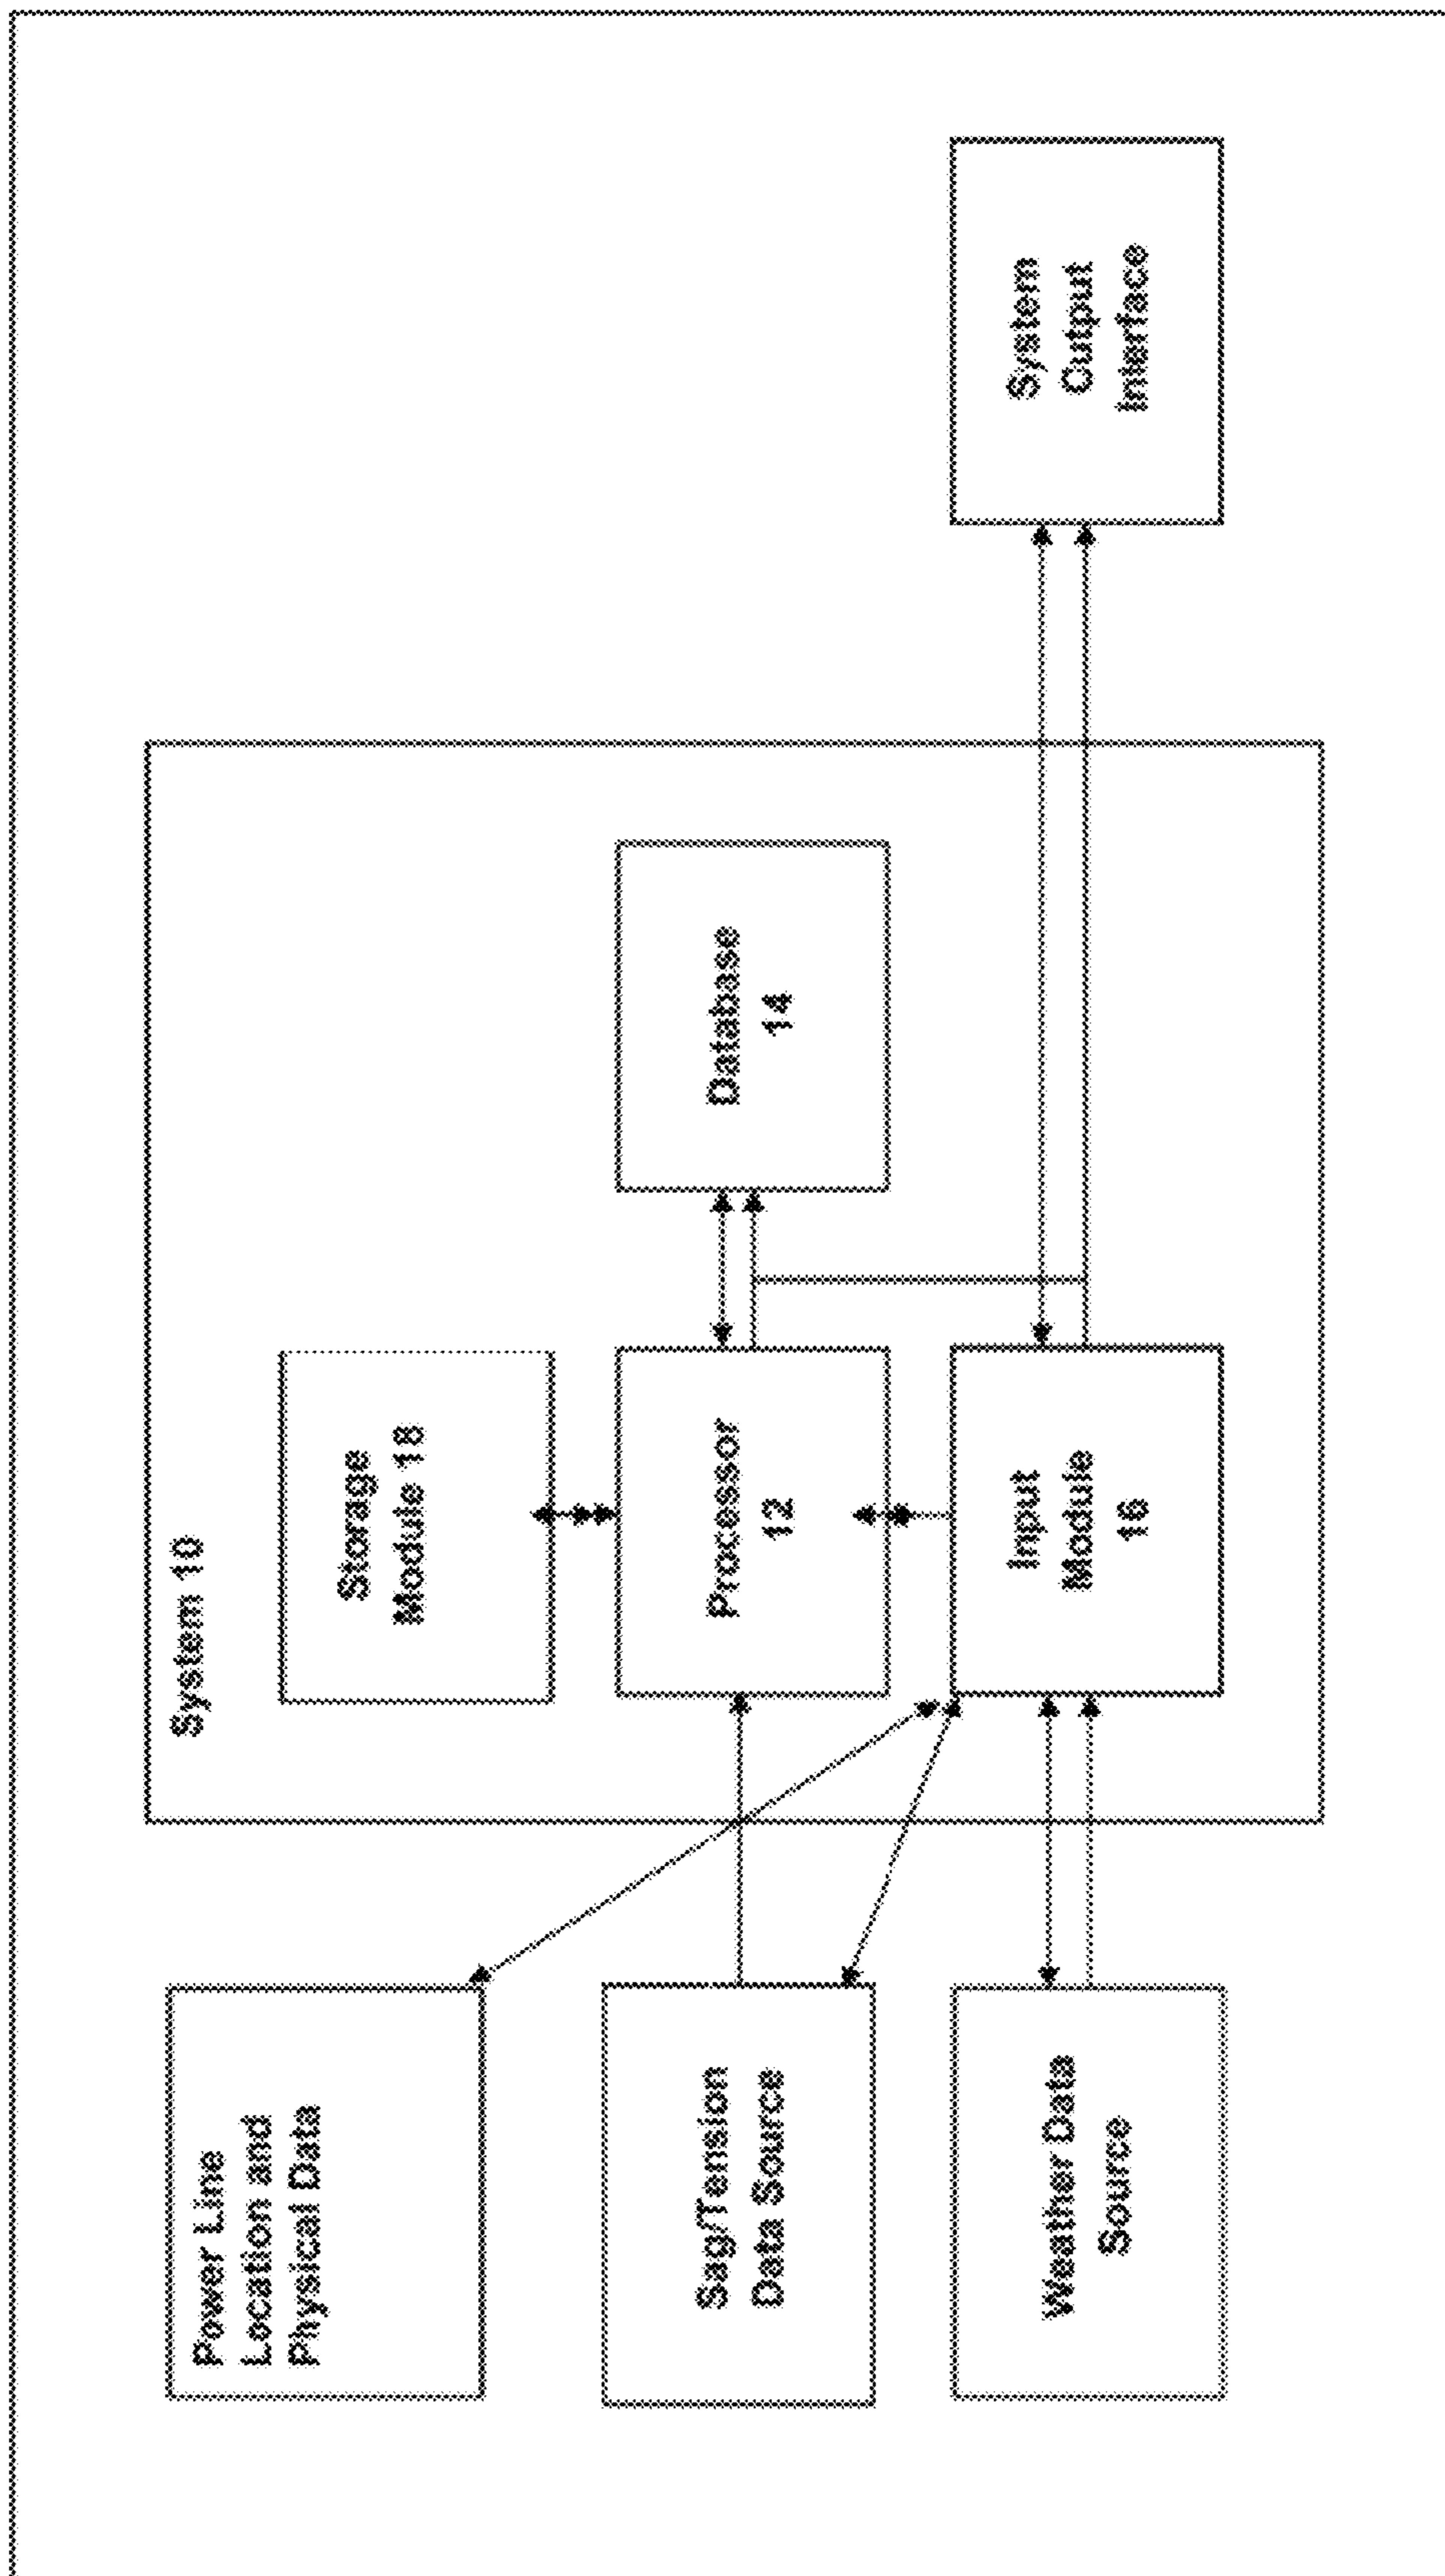 System 10
Power Line
Location and
Physical Data
Storage
Module 18
Sag/Tension
Data Source
Processor
12
Database
14
Weather Data
Source
Input
Module
16
System
Output
Interface